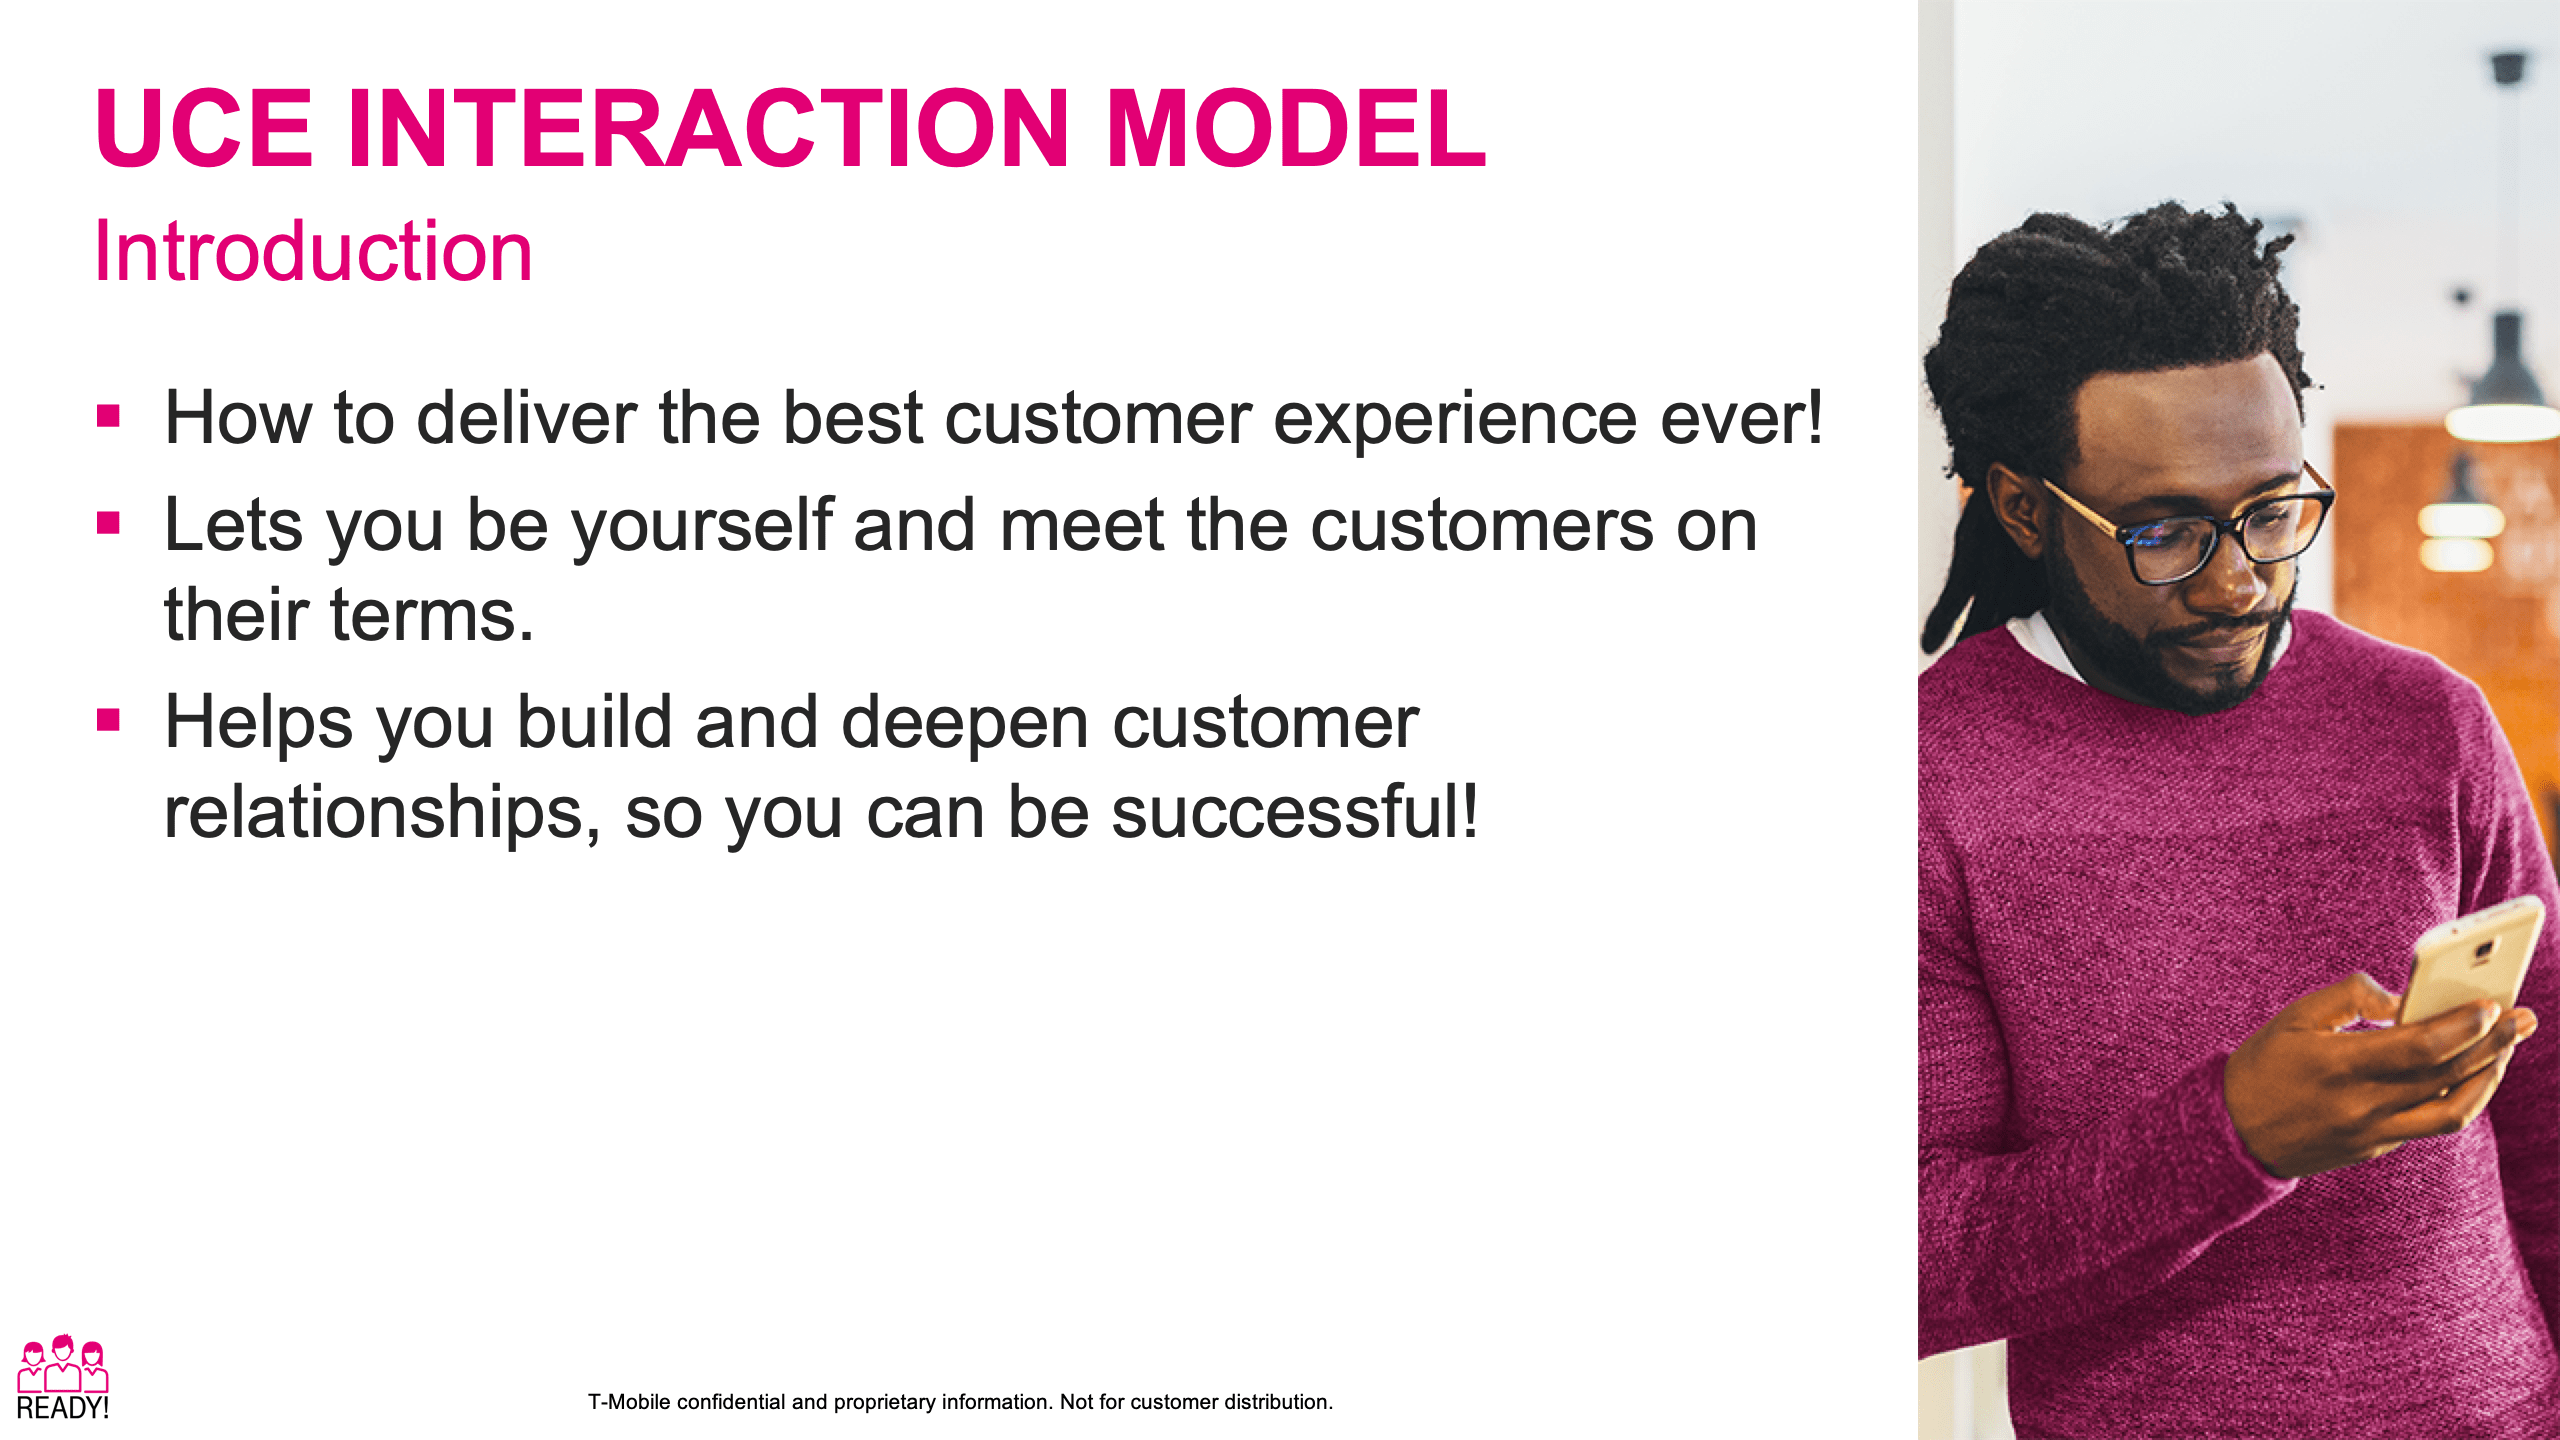 UCE INTERACTION MODEL
Introduction
▪ How to deliver the best customer experience ever!
▪ Lets you be yourself and meet the customers on
their terms.
▪ Helps you build and deepen customer
relationships, so you can be successful!
READY!
T-Mobile confidential and proprietary information. Not for customer distribution.